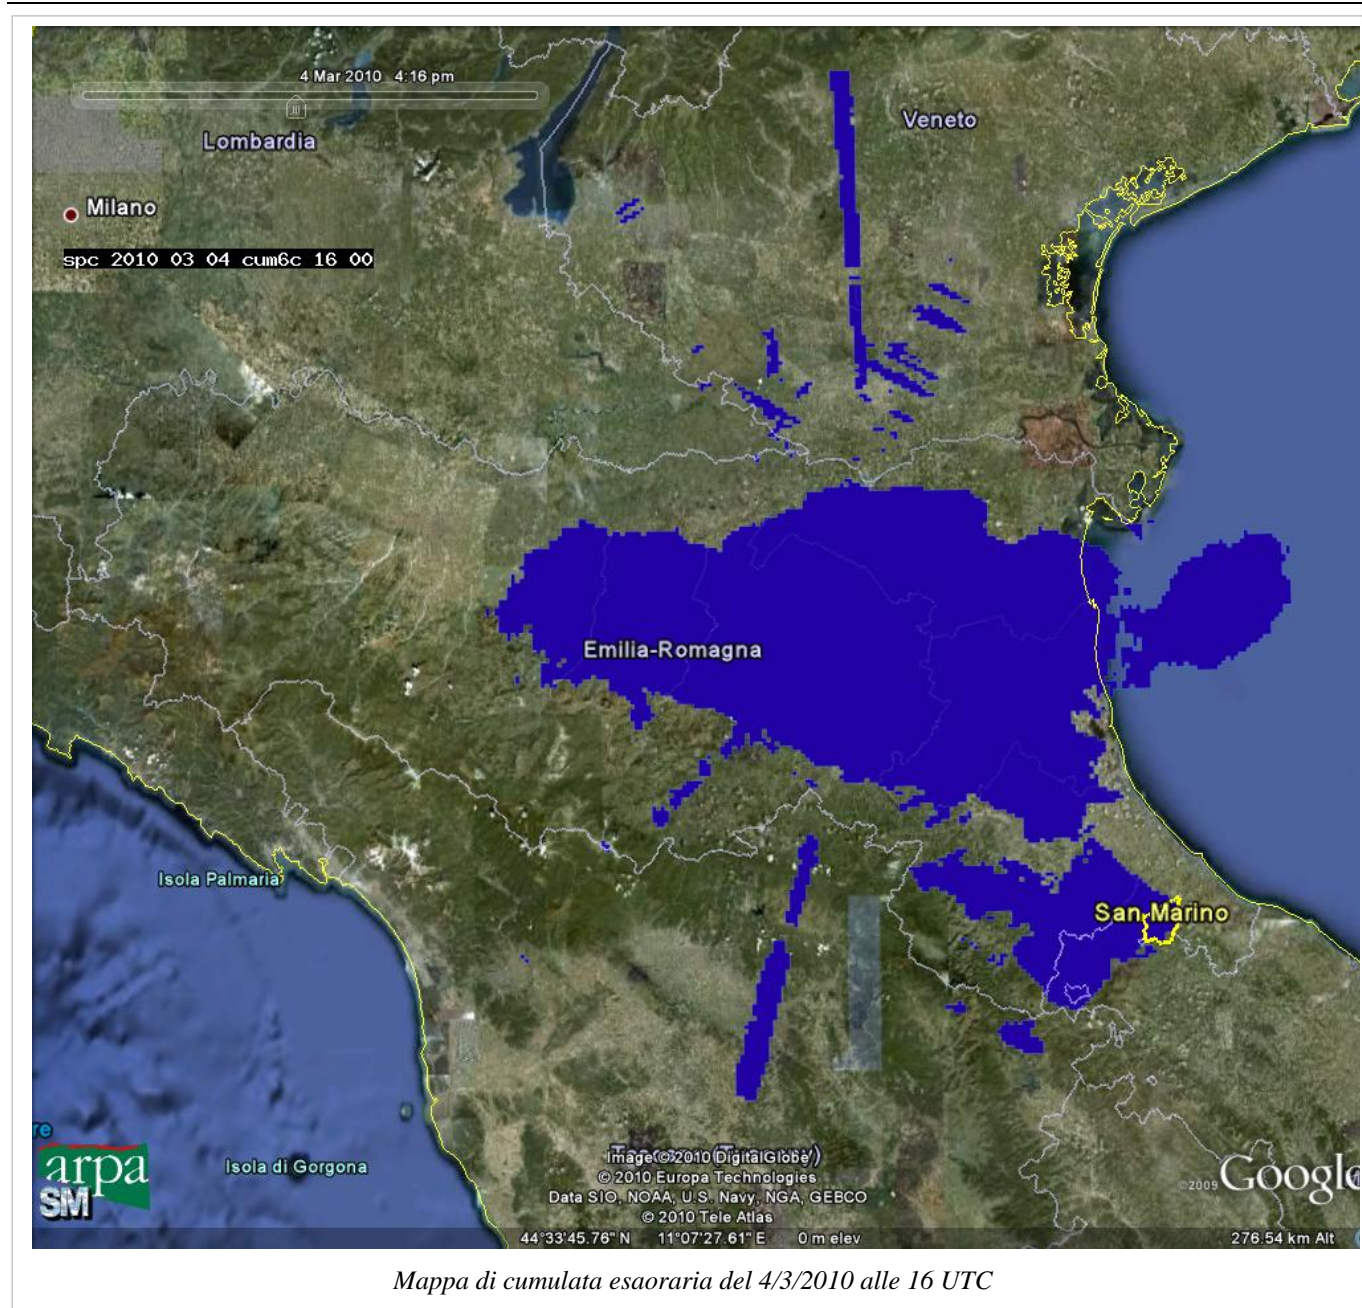 4 Mar 2010 4:16 pm
Veneto
Lombardia
Milano
spc 2010 03 04 cum6c 16 00
Emilia-Romagna
Isola Palmaria
San Marino
re
arpa
SM
Isola di Gorgona
Image © 2010 DigitalGlobe
© 2010 Europa Technologies
Data SIO, NOAA, U.S. Navy, NGA, GEBCO
© 2010 Tele Atlas
©2009 Google
44°33'45.76" N 11°07'27.61" E 0 m elev
276.54 km Alt
Mappa di cumulata esaoraria del 4/3/2010 alle 16 UTC